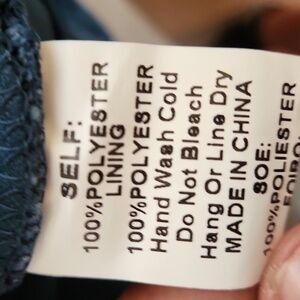 SELF:
100%POLYESTER
LINING
100%POLYESTER
Hand Wash Cold
Do Not Bleach
Hang Or Line Dry
MADE IN CHINA
SOE:
100%POLIESTER